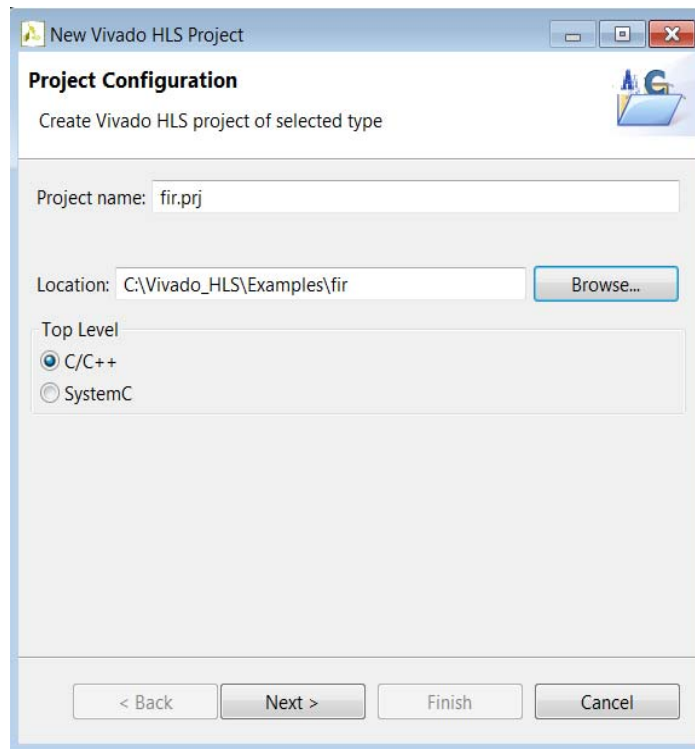 New Vivado HLS Project
Project Configuration
Create Vivado HLS project of selected type
Project name: fir.prj
Location: C:\Vivado_HLS\Examples\fir Browse...
Top Level
C/C++
SystemC
< Back Next > Finish Cancel